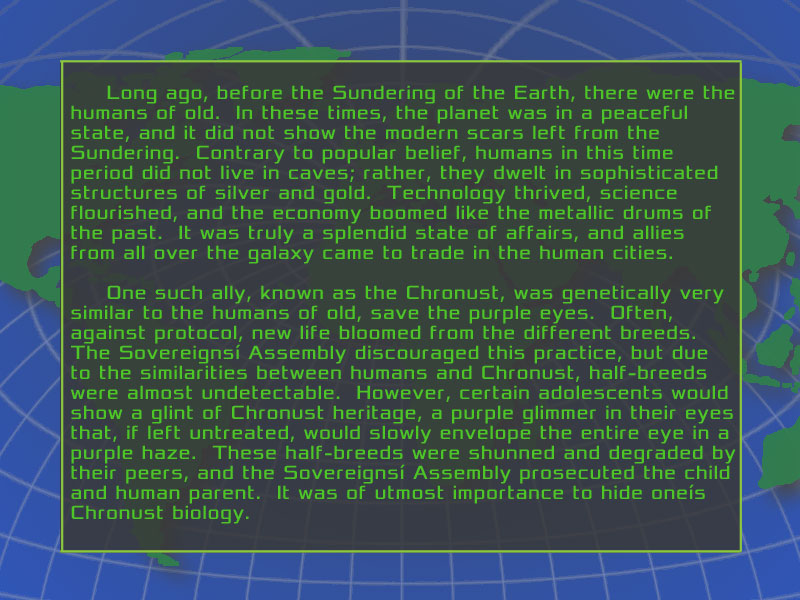 Long ago, before the Sundering of the Earth, there were the
humans of old.  In these times, the planet was in a peaceful
state, and it did not show the modern scars left from the
Sundering.  Contrary to popular belief, humans in this time
period did not live in caves; rather, they dwelt in sophisticated
structures of silver and gold.  Technology thrived, science
flourished, and the economy boomed like the metallic drums of
the past.  It was truly a splendid state of affairs, and allies
from all over the galaxy came to trade in the human cities.
One such ally, known as the Chronust, was genetically very
similar to the humans of old, save the purple eyes.  Often,
against protocol, new life bloomed from the different breeds.
The Sovereignsí Assembly discouraged this practice, but due
to the similarities between humans and Chronust, half-breeds
were almost undetectable.  However, certain adolescents would
show a glint of Chronust heritage, a purple glimmer in their eyes
that, if left untreated, would slowly envelope the entire eye in a
purple haze.  These half-breeds were shunned and degraded by
their peers, and the Sovereignsí Assembly prosecuted the child
and human parent.  It was of utmost importance to hide oneís
Chronust biology.